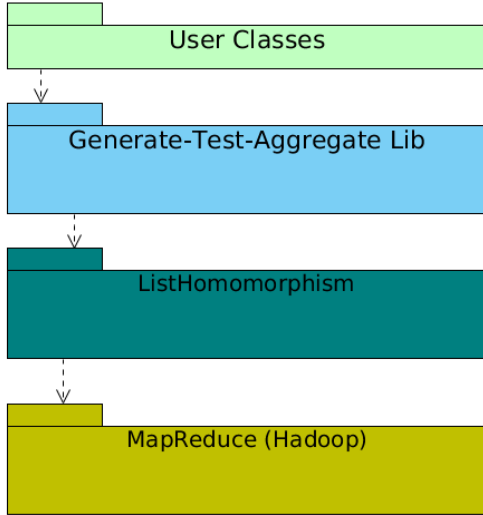 User Classes
Generate-Test-Aggregate Lib
ListHomomorphism
MapReduce (Hadoop)